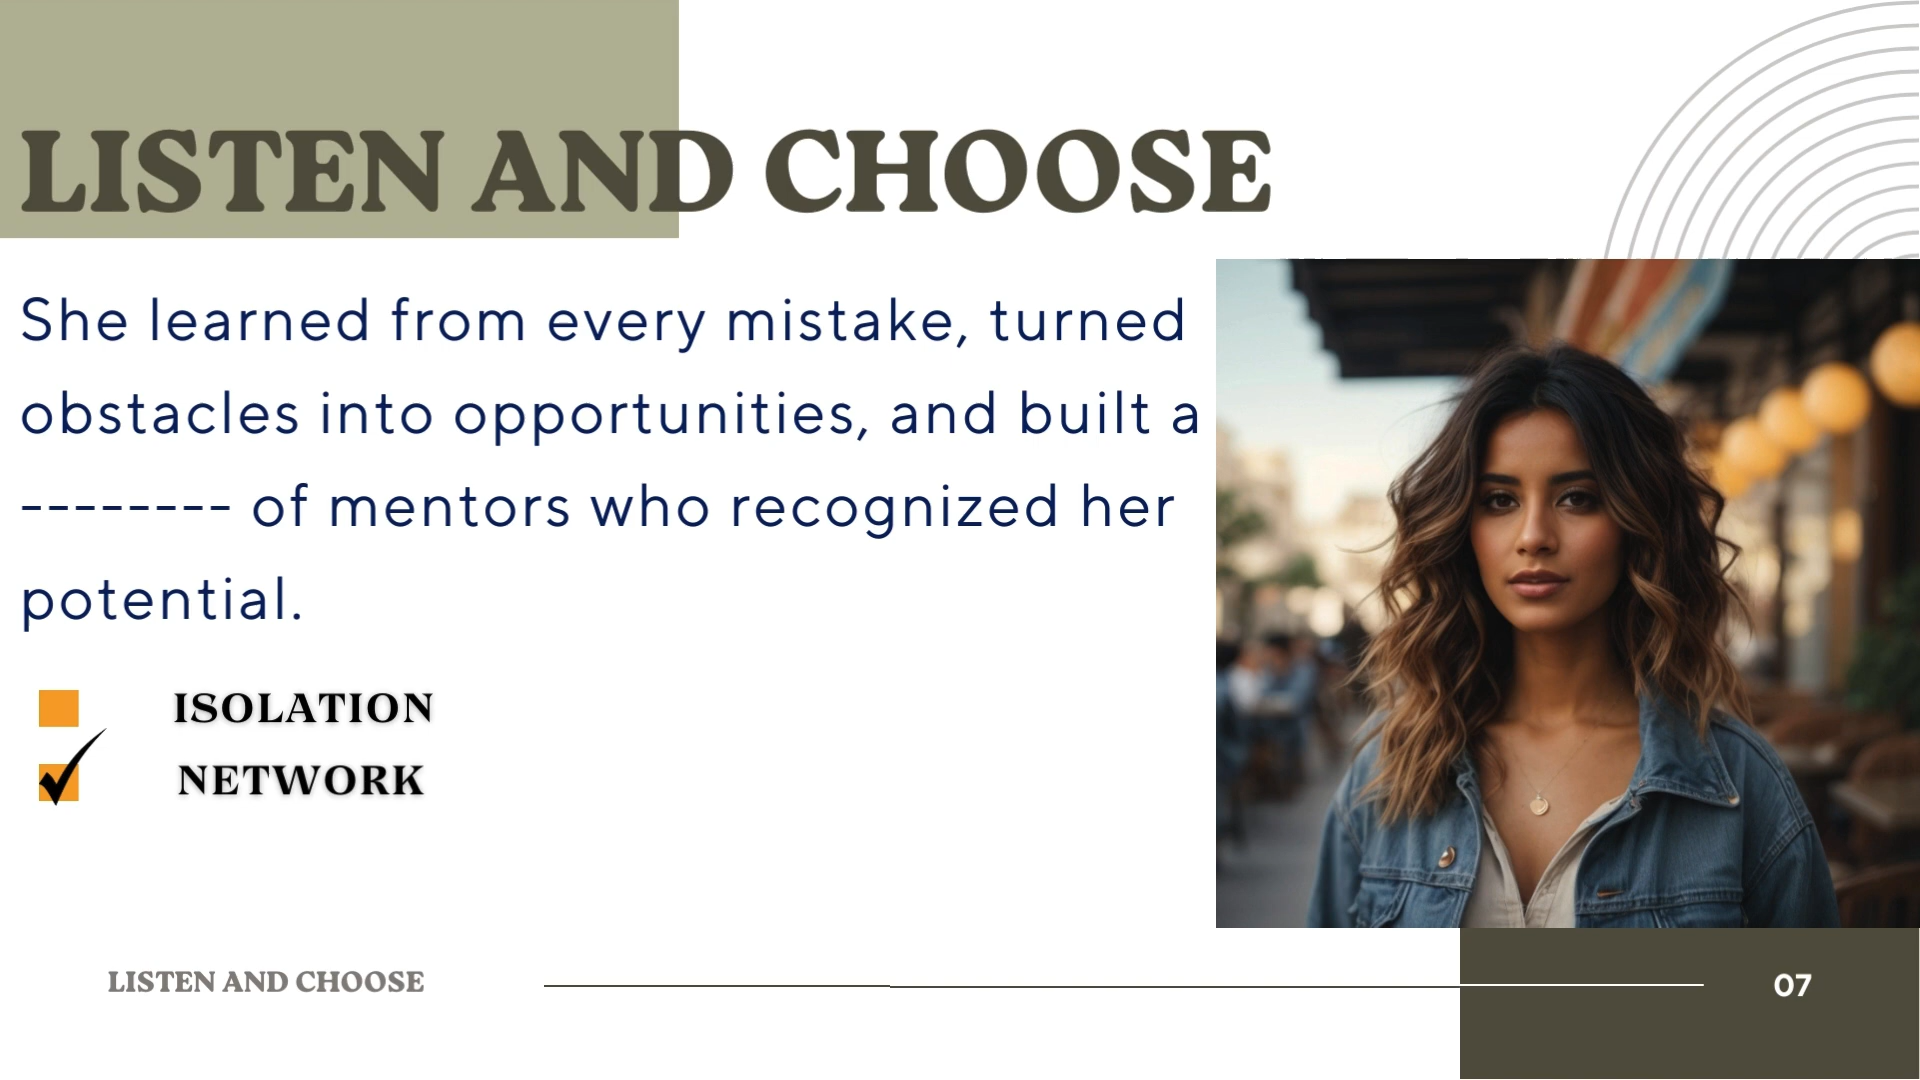 LISTEN AND CHOOSE
She learned from every mistake, turned
obstacles into opportunities, and built a
-------- of mentors who recognized her
potential.
ISOLATION
NETWORK
LISTEN AND CHOOSE
07